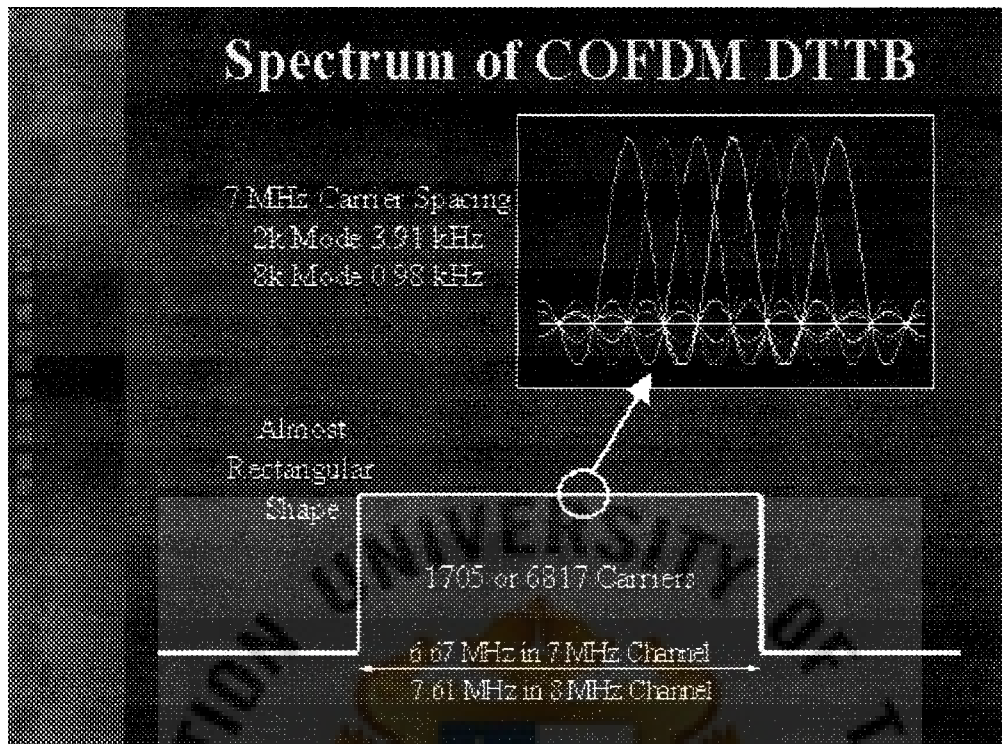 Spectrum of COFDM DTTB
7 MHz Carrier Spacing
2k Mode 3.91 kHz
8k Mode 0.98 kHz
Almost
Rectangular
Shape
1705 or 6817 Carriers
6.67 MHz in 7 MHz Channel
7.61 MHz in 8 MHz Channel
UNIVERSITY OF